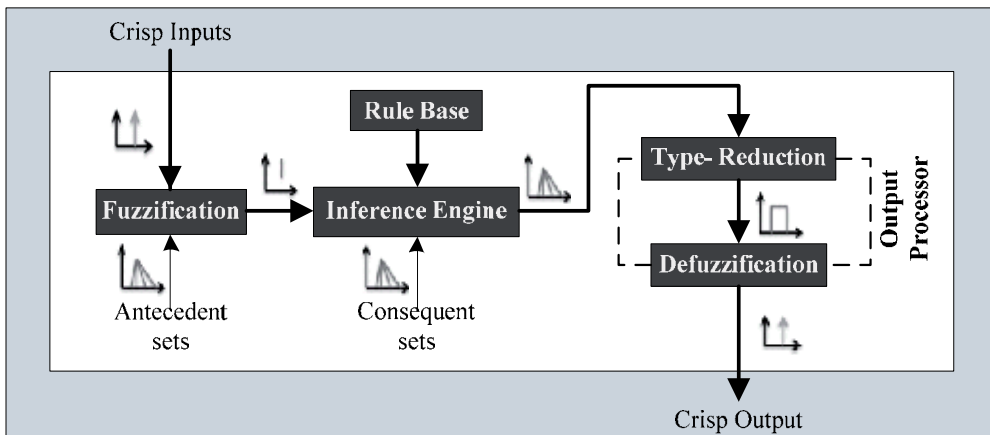 Crisp Inputs
Rule Base
Type- Reduction
Fuzzification
Inference Engine
Output
Processor
Defuzzification
Antecedent
sets
Consequent
sets
Crisp Output